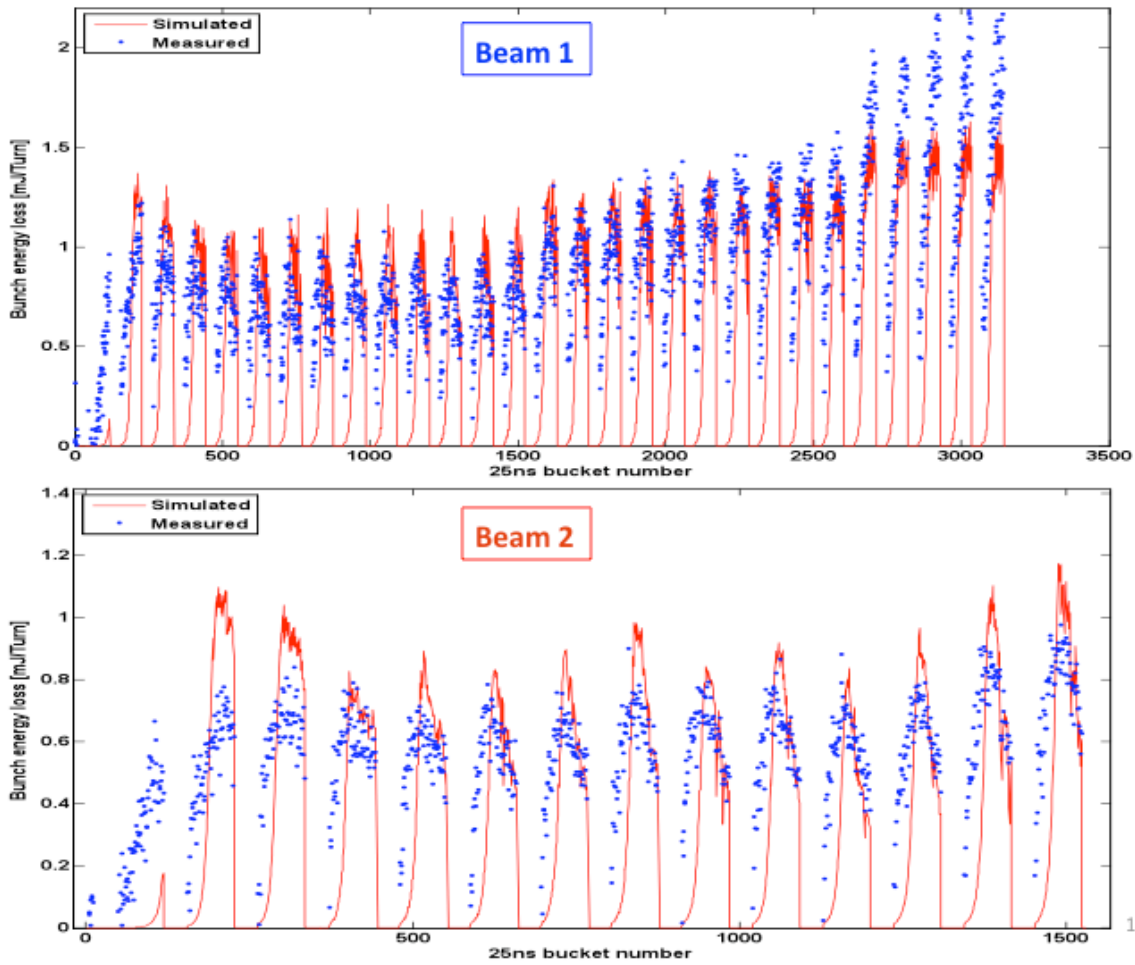 Simulated
Measured
Beam 1
Bunch energy loss [mJ/Turn]
2
1.5
1
0.5
0
0 500 1000 1500 2000 2500 3000 3500
25ns bucket number
1.4
Simulated
Measured
Beam 2
Bunch energy loss [mJ/Turn]
1.2
1
0.8
0.6
0.4
0.2
0
0 500 1000 1500
25ns bucket number
1